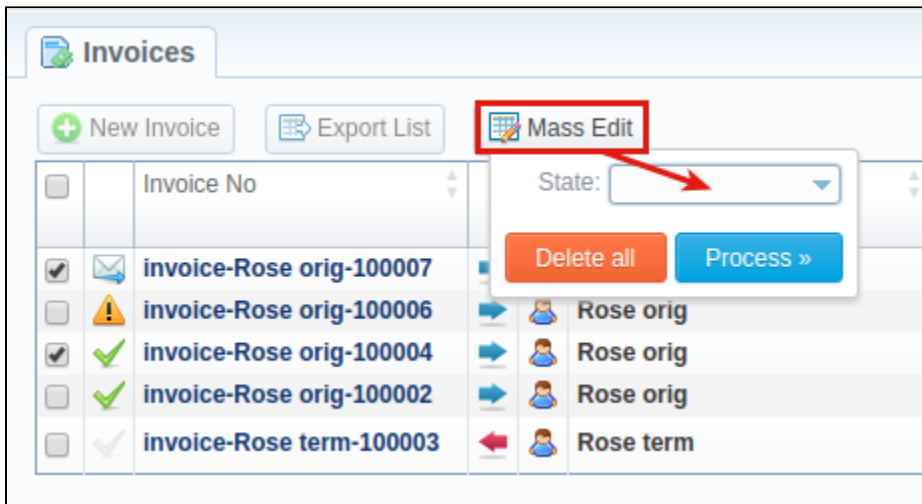 Invoices
New Invoice
Export List
Mass Edit
Invoice No
State:
Delete all
Process »
invoice-Rose orig-100007
invoice-Rose orig-100006
Rose orig
invoice-Rose orig-100004
Rose orig
invoice-Rose orig-100002
Rose orig
invoice-Rose term-100003
Rose term